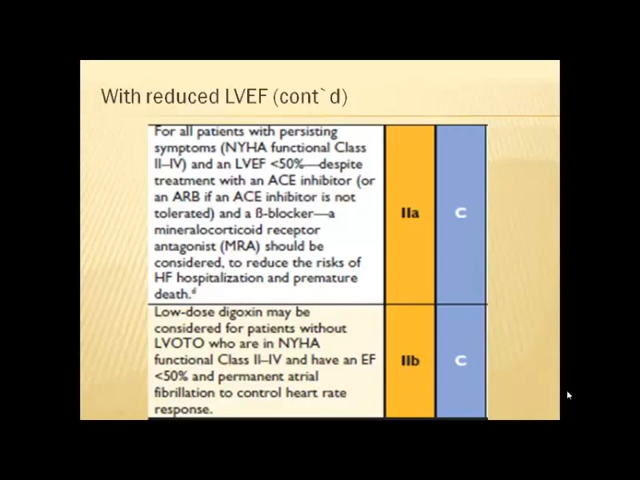 With reduced LVEF (cont`d)
For all patients with persisting
symptoms (NYHA functional Class
II–IV) and an LVEF <50%—despite
treatment with an ACE inhibitor (or
an ARB if an ACE inhibitor is not
tolerated) and a ß-blocker—a
mineralocorticoid receptor
antagonist (MRA) should be
considered, to reduce the risks of
HF hospitalization and premature
death.d
IIa
C
Low-dose digoxin may be
considered for patients without
LVOTO who are in NYHA
functional Class II–IV and have an EF
<50% and permanent atrial
fibrillation to control heart rate
response.
IIb
C